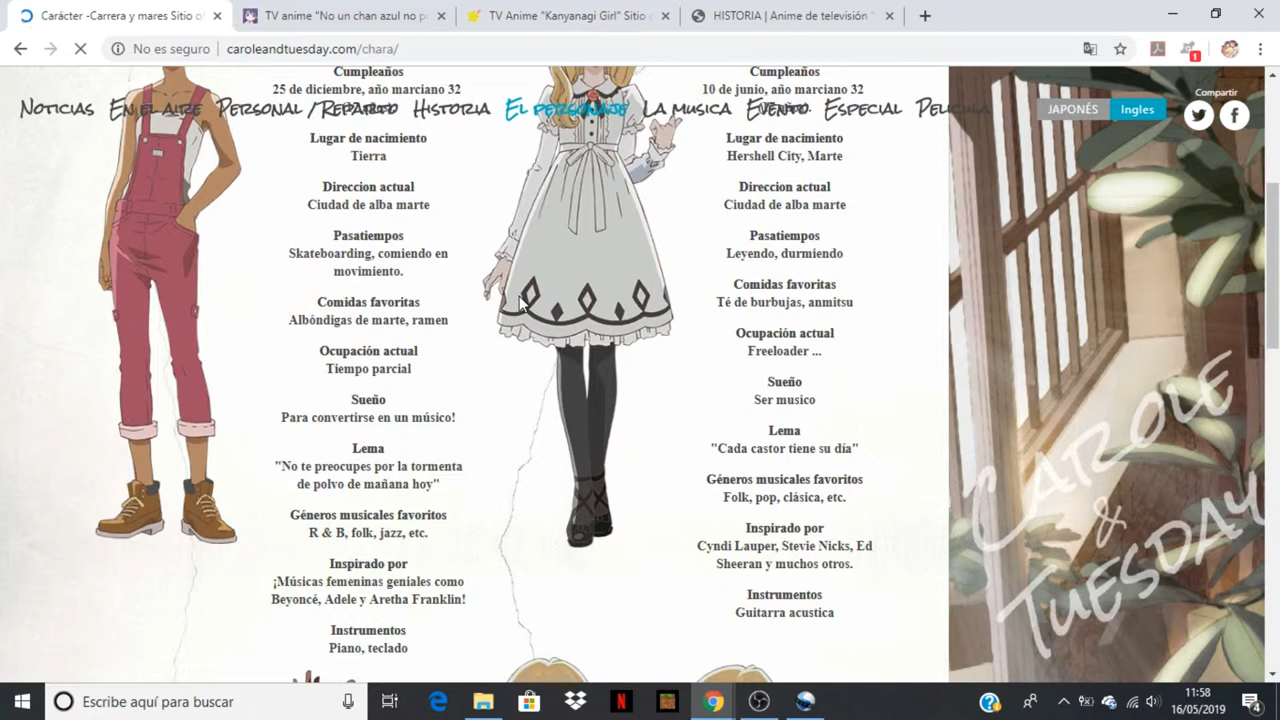 Carácter -Carrera y mares Sitio o
TV anime "No un chan azul no p
TV Anime "Kanyanagi Girl" Sitio
HISTORIA | Anime de televisión
No es seguro
caroleandtuesday.com/chara/
Cumpleaños
25 de diciembre, año marciano 32
Cumpleaños
10 de junio, año marciano 32
Noticias
En el aire
Personal / Reparto
Historia
El personaje
La musica
Evento
Especial
Pelicula
JAPONÉS
Ingles
Compartir
Lugar de nacimiento
Tierra
Direccion actual
Ciudad de alba marte
Pasatiempos
Skateboarding, comiendo en
movimiento.
Comidas favoritas
Albóndigas de marte, ramen
Ocupación actual
Tiempo parcial
Sueño
Para convertirse en un músico!
Lema
"No te preocupes por la tormenta
de polvo de mañana hoy"
Géneros musicales favoritos
R & B, folk, jazz, etc.
Inspirado por
¡Músicas femeninas geniales como
Beyoncé, Adele y Aretha Franklin!
Instrumentos
Piano, teclado
Lugar de nacimiento
Hershell City, Marte
Direccion actual
Ciudad de alba marte
Pasatiempos
Leyendo, durmiendo
Comidas favoritas
Té de burbujas, anmitsu
Ocupación actual
Freeloader ...
Sueño
Ser musico
Lema
"Cada castor tiene su día"
Géneros musicales favoritos
Folk, pop, clásica, etc.
Inspirado por
Cyndi Lauper, Stevie Nicks, Ed
Sheeran y muchos otros.
Instrumentos
Guitarra acustica
CAROLE
&
TUESDAY
Escribe aquí para buscar
11:58
16/05/2019